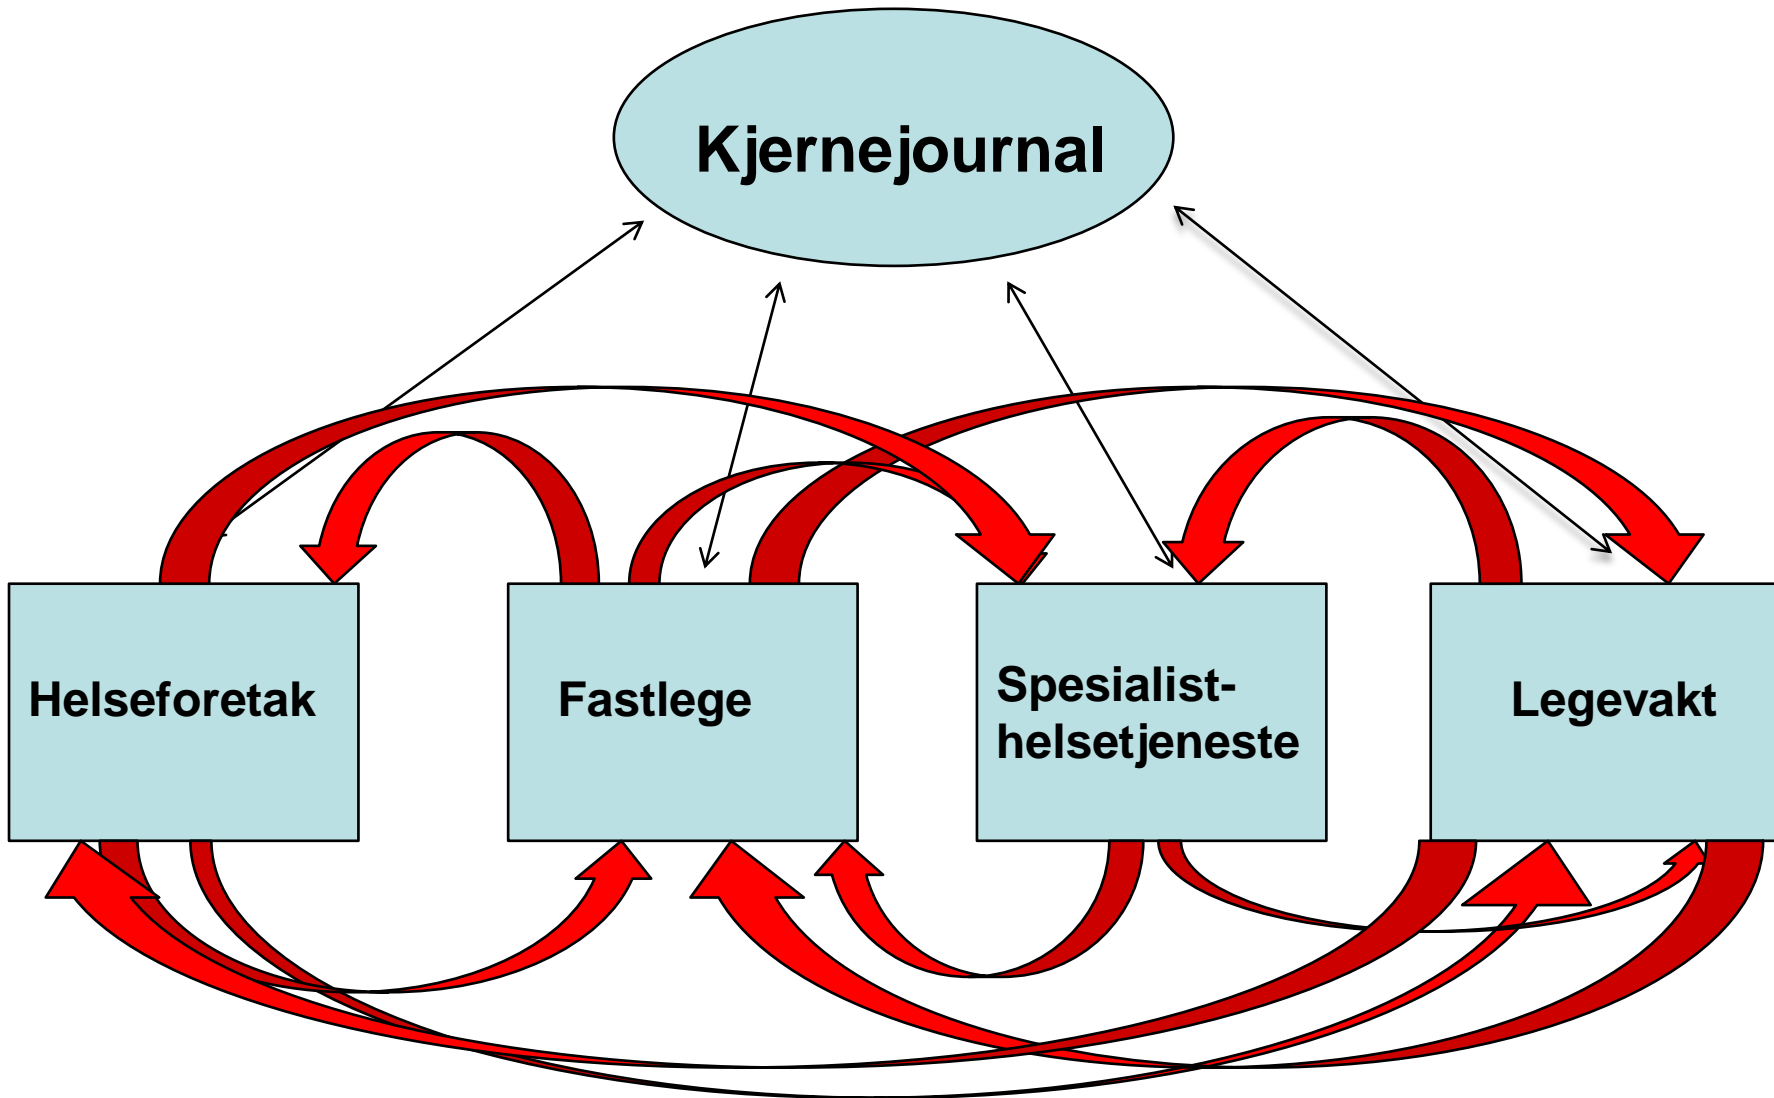 Kjernejournal
Helseforetak
Fastlege
Spesialist-
helsetjeneste
Legevakt